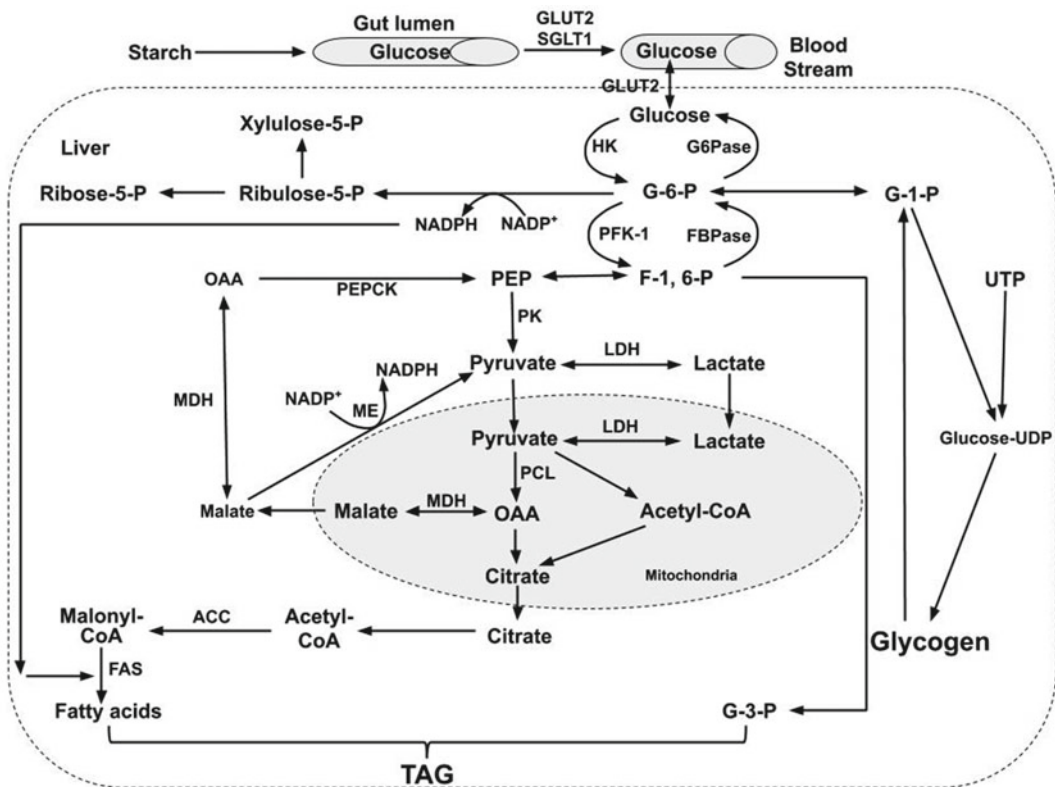 Gut lumen
GLUT2
SGLT1
Starch
Glucose
Glucose
Blood
Stream
GLUT2
Glucose
Xylulose-5-P
Liver
HK
G6Pase
Ribose-5-P
Ribulose-5-P
G-6-P
G-1-P
NADPH
NADP+
PFK-1
FBPase
OAA
PEPCK
PEP
F-1, 6-P
UTP
PK
NADPH
Pyruvate
LDH
Lactate
MDH
NADP+
ME
Pyruvate
LDH
Lactate
Glucose-UDP
PCL
Malate
Malate
MDH
OAA
Acetyl-CoA
Citrate
Mitochondria
Malonyl-
CoA
ACC
Acetyl-
CoA
Citrate
Glycogen
FAS
Fatty acids
G-3-P
TAG